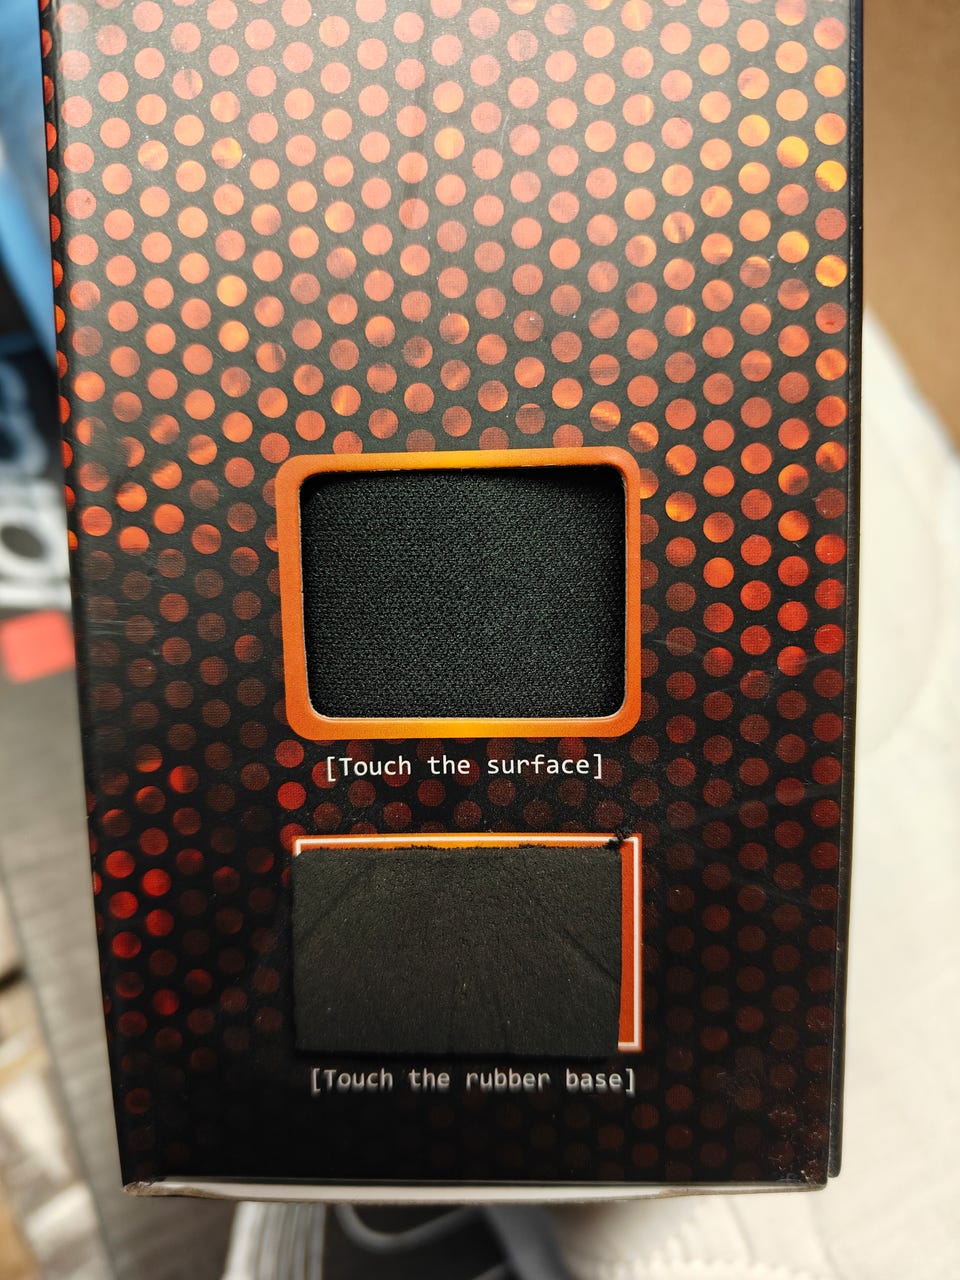 [Touch the surface]
[Touch the rubber base]